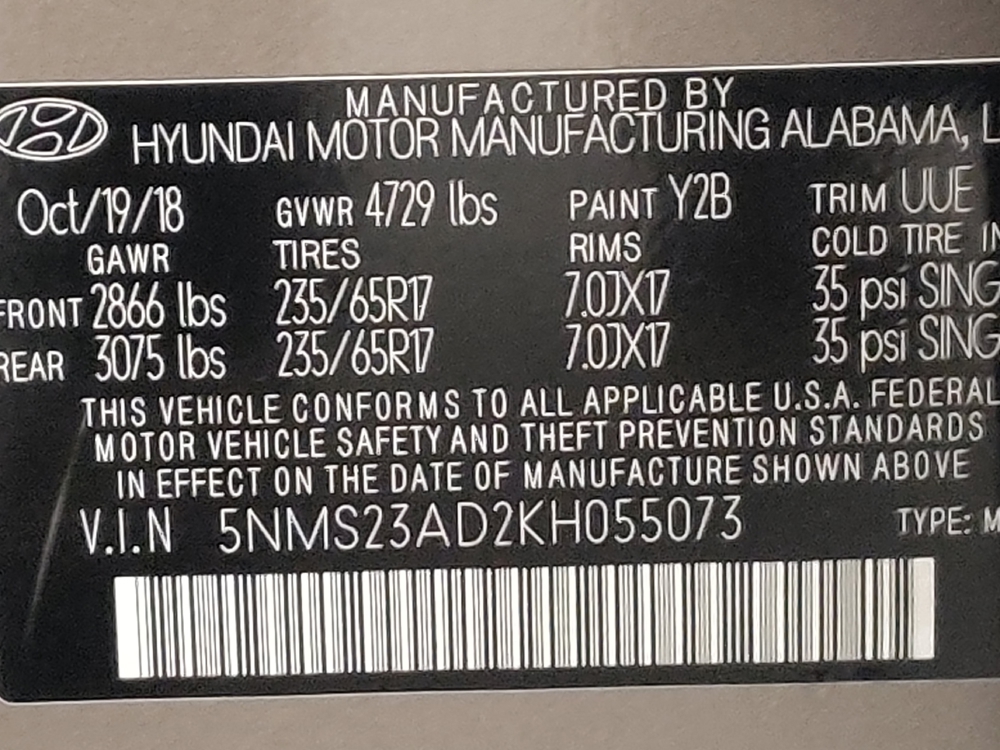 MANUFACTURED BY
HYUNDAI MOTOR MANUFACTURING ALABAMA, L
Oct/19/18 GVWR 4729 lbs PAINT Y2B TRIM UUE
GAWR TIRES RIMS COLD TIRE IN
FRONT 2866 lbs 235/65R17 7.0JX17 35 psi SING
REAR 3075 lbs 235/65R17 7.0JX17 35 psi SING
THIS VEHICLE CONFORMS TO ALL APPLICABLE U.S.A. FEDERAL
MOTOR VEHICLE SAFETY AND THEFT PREVENTION STANDARDS
IN EFFECT ON THE DATE OF MANUFACTURE SHOWN ABOVE
V.I.N 5NMS23AD2KH055073 TYPE: M